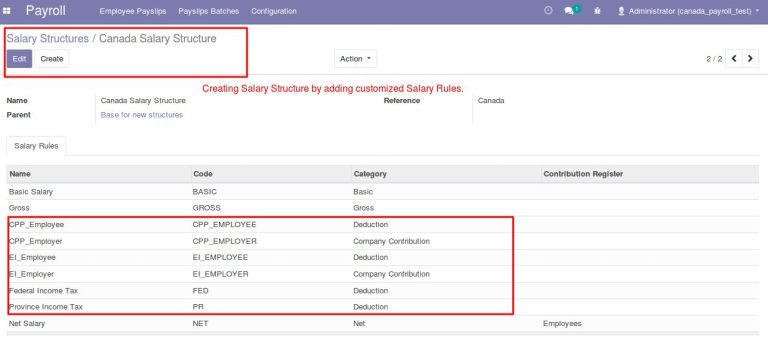 Payroll Employee Payslips Payslips Batches Configuration 1 Administrator (canada_payroll_test)
Salary Structures / Canada Salary Structure
Edit Create Action 2 / 2
Creating Salary Structure by adding customized Salary Rules.
Name Canada Salary Structure Reference Canada
Parent Base for new structures
Salary Rules
Name Code Category Contribution Register
Basic Salary BASIC Basic
Gross GROSS Gross
CPP_Employee CPP_EMPLOYEE Deduction
CPP_Employer CPP_EMPLOYER Company Contribution
EI_Employee EI_EMPLOYEE Deduction
EI_Employer EI_EMPLOYER Company Contribution
Federal Income Tax FED Deduction
Province Income Tax PR Deduction
Net Salary NET Net Employees